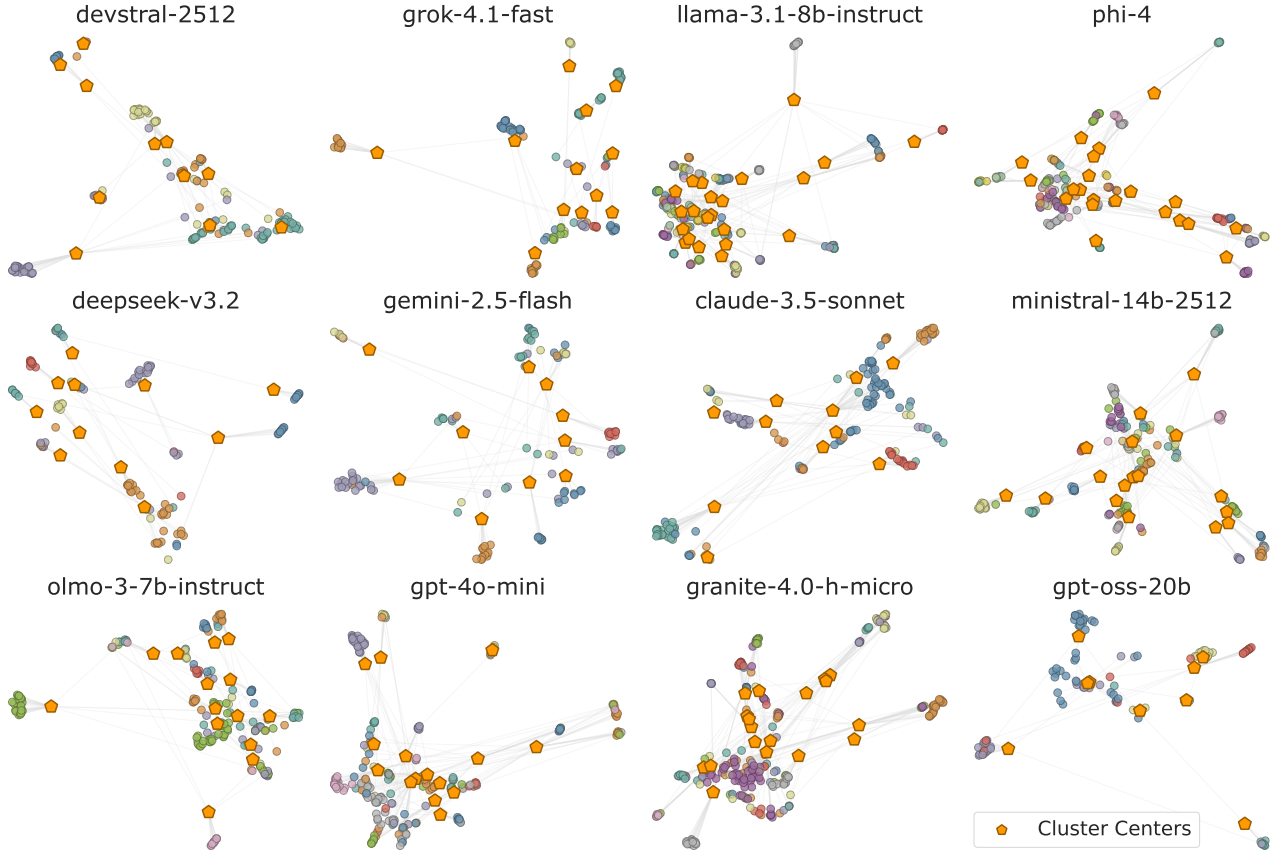 devstral-2512
grok-4.1-fast
llama-3.1-8b-instruct
phi-4
deepseek-v3.2
gemini-2.5-flash
claude-3.5-sonnet
ministral-14b-2512
olmo-3-7b-instruct
gpt-4o-mini
granite-4.0-h-micro
gpt-oss-20b
Cluster Centers